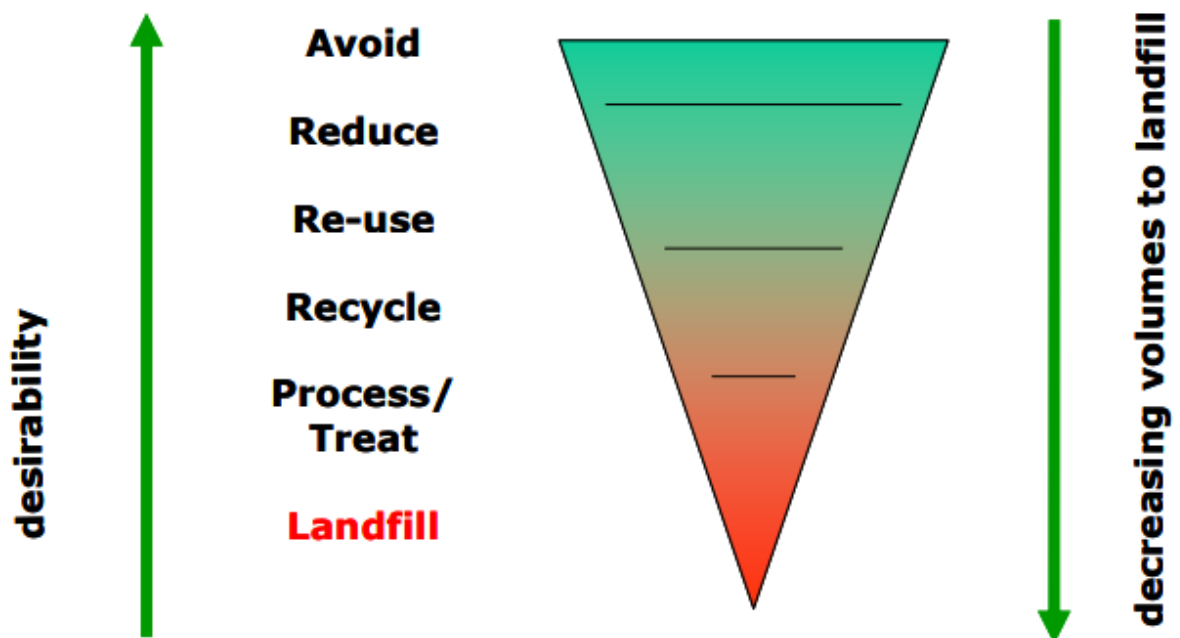 Avoid
Reduce
Re-use
Recycle
Process/
Treat
Landfill
desirability
decreasing volumes to landfill